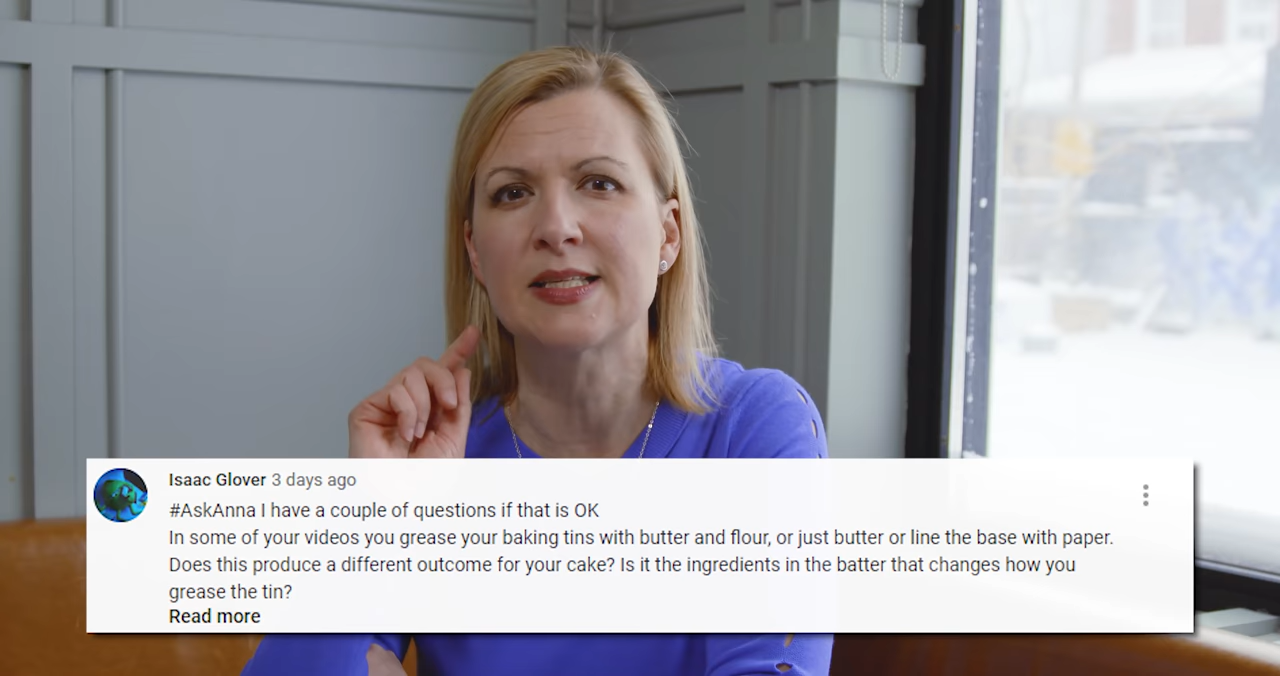 Isaac Glover 3 days ago
#AskAnna I have a couple of questions if that is OK
In some of your videos you grease your baking tins with butter and flour, or just butter or line the base with paper.
Does this produce a different outcome for your cake? Is it the ingredients in the batter that changes how you
grease the tin?
Read more